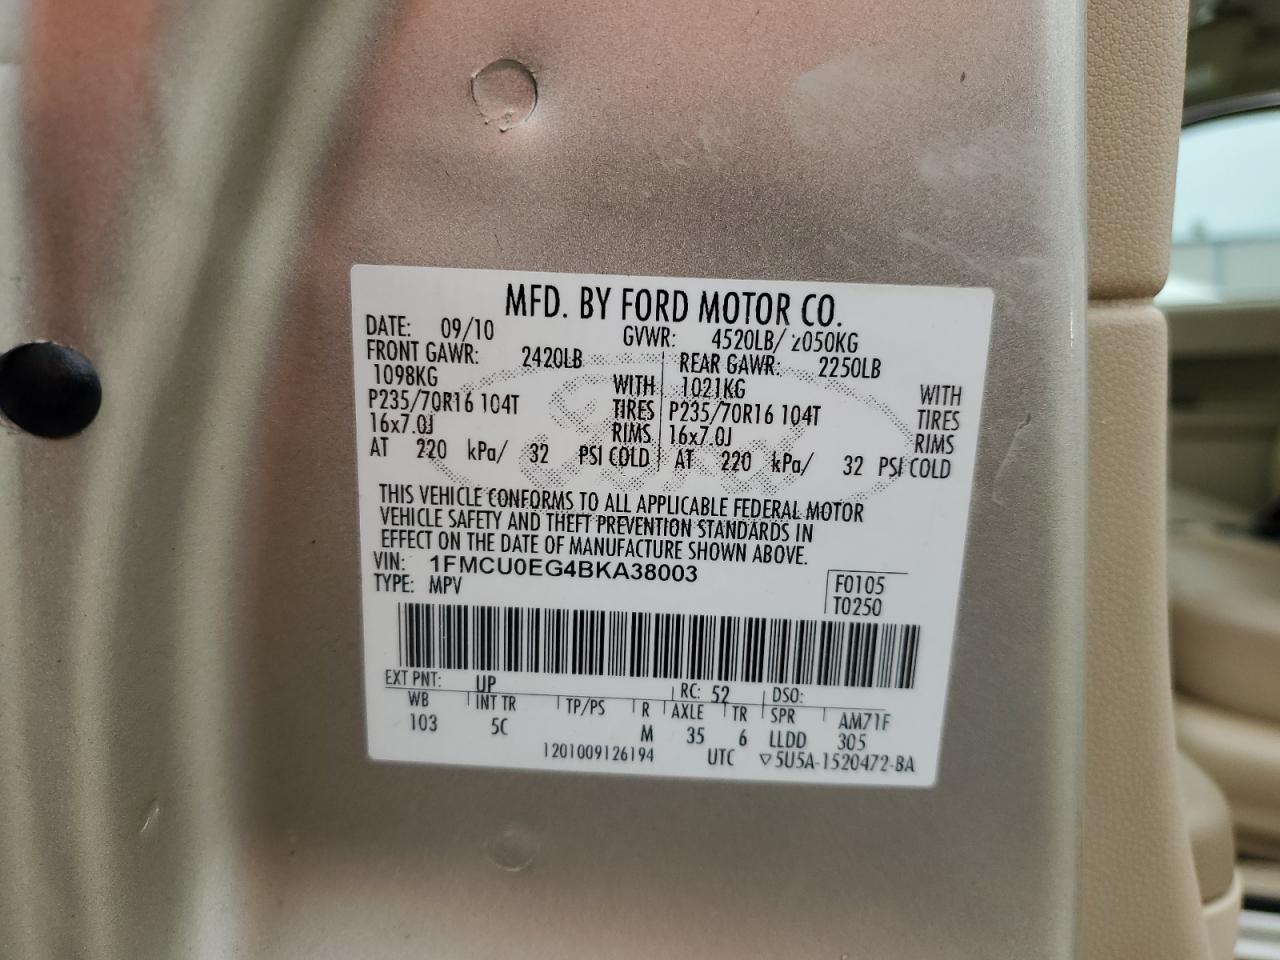 MFD. BY FORD MOTOR CO.
DATE: 09/10 GVWR: 4520LB/ 2050KG
FRONT GAWR: 2420LB REAR GAWR: 2250LB
1098KG WITH 1021KG WITH
P235/70R16 104T TIRES P235/70R16 104T TIRES
16x7.0J RIMS 16x7.0J RIMS
AT 220 kPa/ 32 PSI COLD AT 220 kPa/ 32 PSI COLD
THIS VEHICLE CONFORMS TO ALL APPLICABLE FEDERAL MOTOR
VEHICLE SAFETY AND THEFT PREVENTION STANDARDS IN
EFFECT ON THE DATE OF MANUFACTURE SHOWN ABOVE.
VIN: 1FMCU0EG4BKA38003
TYPE: MPV
F0105
T0250
EXT PNT: UP RC: 52 DSO:
WB INT TR TP/PS R AXLE TR SPR AM71F
103 5C M 35 6 LLDD 305
1201009126194 UTC ▽5U5A-1520472-BA